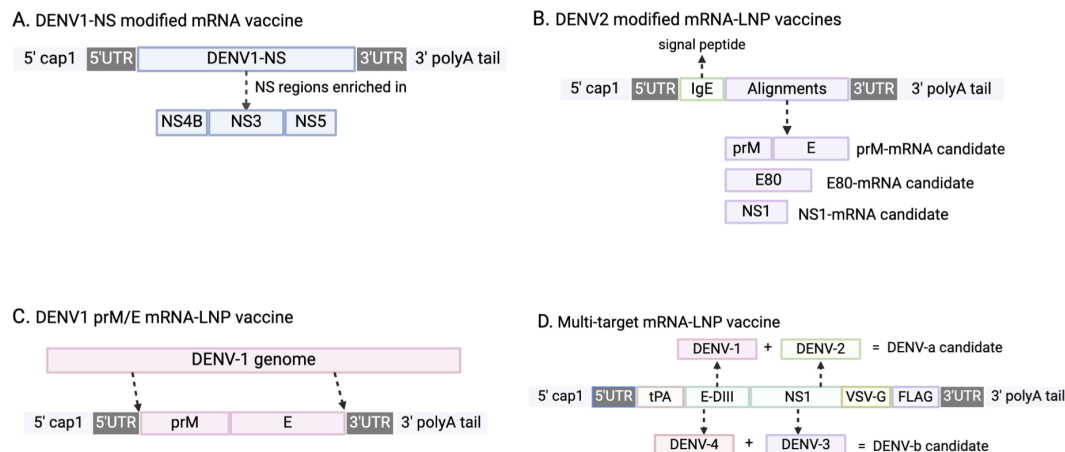 A. DENV1-NS modified mRNA vaccine
5' cap1 5'UTR DENV1-NS 3'UTR 3' polyA tail
NS regions enriched in
NS4B NS3 NS5
B. DENV2 modified mRNA-LNP vaccines
signal peptide
5' cap1 5'UTR IgE Alignments 3'UTR 3' polyA tail
prM E prM-mRNA candidate
E80 E80-mRNA candidate
NS1 NS1-mRNA candidate
C. DENV1 prM/E mRNA-LNP vaccine
DENV-1 genome
5' cap1 5'UTR prM E 3'UTR 3' polyA tail
D. Multi-target mRNA-LNP vaccine
DENV-1 + DENV-2 = DENV-a candidate
5' cap1 5'UTR tPA E-DIII NS1 VSV-G FLAG 3'UTR 3' polyA tail
DENV-4 + DENV-3 = DENV-b candidate